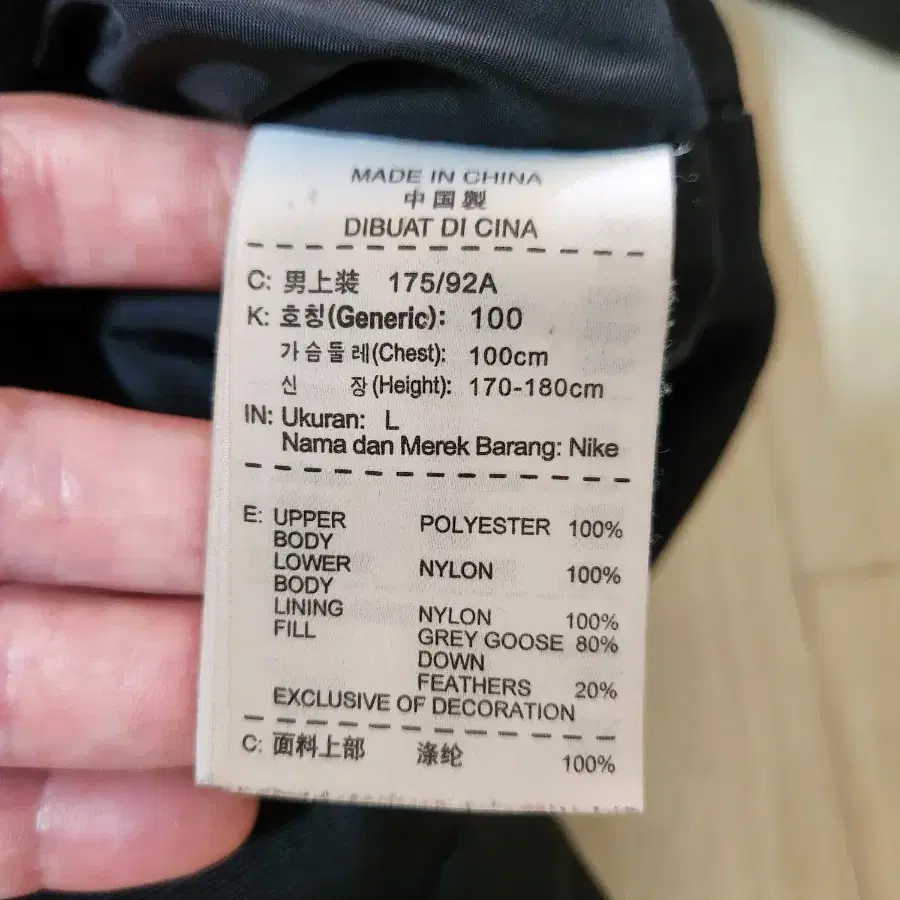 MADE IN CHINA
中国製
DIBUAT DI CINA
C: 男上装 175/92A
K: 호칭(Generic): 100
가슴둘레(Chest): 100cm
신 장(Height): 170-180cm
IN: Ukuran: L
Nama dan Merek Barang: Nike
E: UPPER BODY POLYESTER 100%
LOWER BODY NYLON 100%
LINING NYLON 100%
FILL GREY GOOSE DOWN 80%
FEATHERS 20%
EXCLUSIVE OF DECORATION
C: 面料上部 涤纶 100%